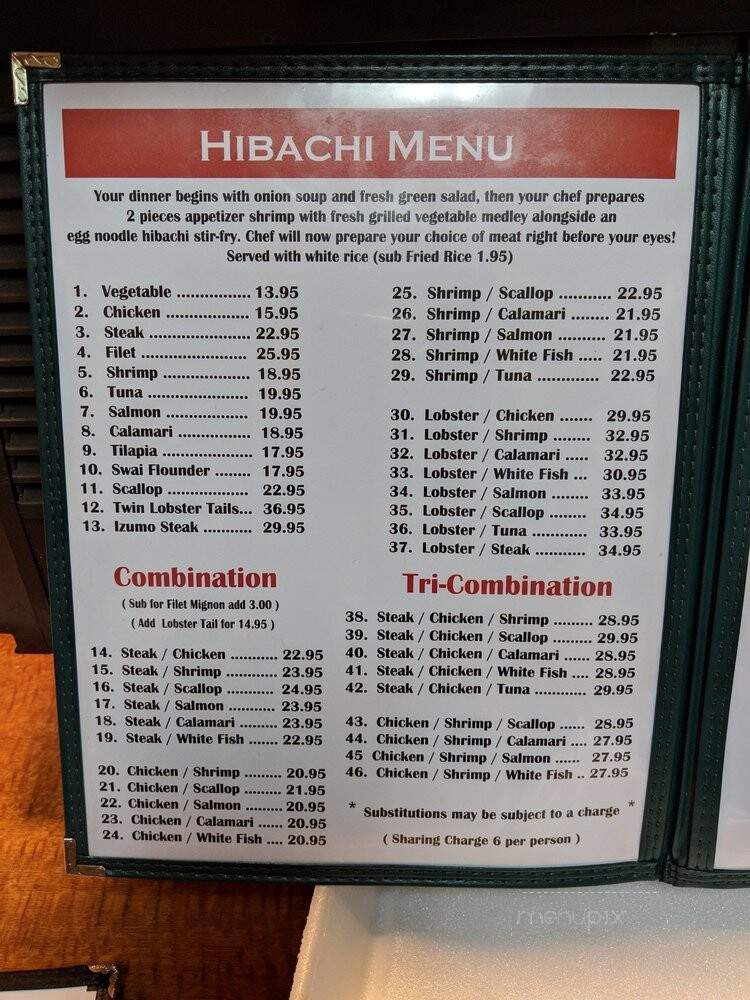 HIBACHI MENU
Your dinner begins with onion soup and fresh green salad, then your chef prepares
2 pieces appetizer shrimp with fresh grilled vegetable medley alongside an
egg noodle hibachi stir-fry. Chef will now prepare your choice of meat right before your eyes!
Served with white rice (sub Fried Rice 1.95)
1. Vegetable ................. 13.95
2. Chicken ................... 15.95
3. Steak ........................ 22.95
4. Filet ........................ 25.95
5. Shrimp .................... 18.95
6. Tuna ....................... 19.95
7. Salmon ................... 19.95
8. Calamari ................. 18.95
9. Tilapia ..................... 17.95
10. Swai Flounder ........ 17.95
11. Scallop ................... 22.95
12. Twin Lobster Tails... 36.95
13. Izumo Steak ........... 29.95
Combination
( Sub for Filet Mignon add 3.00 )
( Add Lobster Tail for 14.95 )
14. Steak / Chicken ........... 22.95
15. Steak / Shrimp ............ 23.95
16. Steak / Scallop ........... 24.95
17. Steak / Salmon ........... 23.95
18. Steak / Calamari ......... 23.95
19. Steak / White Fish ....... 22.95
20. Chicken / Shrimp ......... 20.95
21. Chicken / Scallop ......... 21.95
22. Chicken / Salmon ......... 20.95
23. Chicken / Calamari ...... 20.95
24. Chicken / White Fish .... 20.95
25. Shrimp / Scallop ........... 22.95
26. Shrimp / Calamari ........ 21.95
27. Shrimp / Salmon ........... 21.95
28. Shrimp / White Fish ..... 21.95
29. Shrimp / Tuna ............. 22.95
30. Lobster / Chicken ....... 29.95
31. Lobster / Shrimp ........ 32.95
32. Lobster / Calamari ..... 32.95
33. Lobster / White Fish ... 30.95
34. Lobster / Salmon ........ 33.95
35. Lobster / Scallop ........ 34.95
36. Lobster / Tuna ........... 33.95
37. Lobster / Steak ........... 34.95
Tri-Combination
38. Steak / Chicken / Shrimp ......... 28.95
39. Steak / Chicken / Scallop ......... 29.95
40. Steak / Chicken / Calamari ...... 28.95
41. Steak / Chicken / White Fish .... 28.95
42. Steak / Chicken / Tuna ............ 29.95
43. Chicken / Shrimp / Scallop ...... 28.95
44. Chicken / Shrimp / Calamari .... 27.95
45 Chicken / Shrimp / Salmon ...... 27.95
46. Chicken / Shrimp / White Fish .. 27.95
* Substitutions may be subject to a charge *
( Sharing Charge 6 per person )
menupix